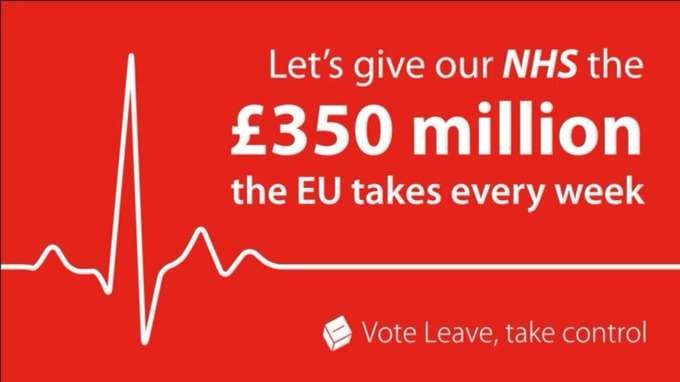 Let's give our NHS the
£350 million
the EU takes every week
Vote Leave, take control